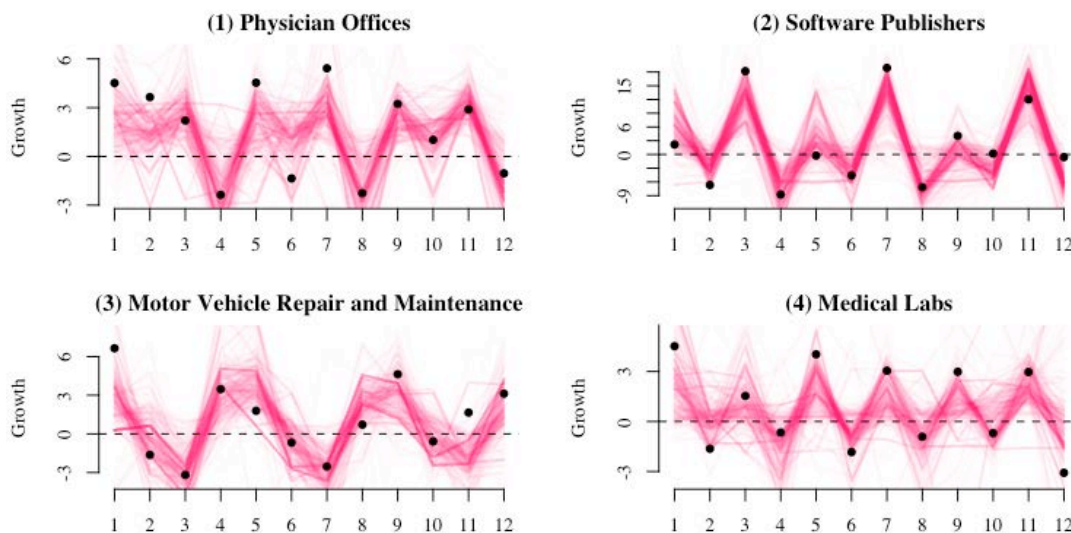 (1) Physician Offices
(2) Software Publishers
Growth
6
3
0
-3
1 2 3 4 5 6 7 8 9 10 11 12
Growth
15
6
0
-9
1 2 3 4 5 6 7 8 9 10 11 12
(3) Motor Vehicle Repair and Maintenance
(4) Medical Labs
Growth
6
3
0
-3
1 2 3 4 5 6 7 8 9 10 11 12
Growth
3
0
-3
1 2 3 4 5 6 7 8 9 10 11 12